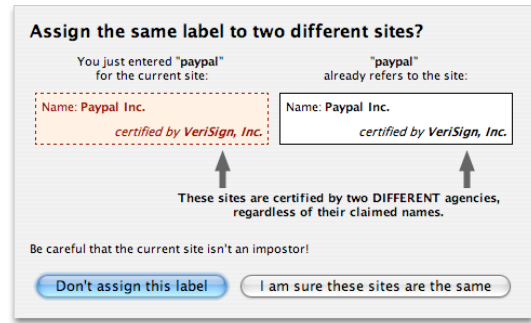 Assign the same label to two different sites?
You just entered "paypal"
for the current site:
"paypal"
already refers to the site:
Name: Paypal Inc.
certified by VeriSign, Inc.
Name: Paypal Inc.
certified by VeriSign, Inc.
These sites are certified by two DIFFERENT agencies,
regardless of their claimed names.
Be careful that the current site isn't an impostor!
Don't assign this label
I am sure these sites are the same